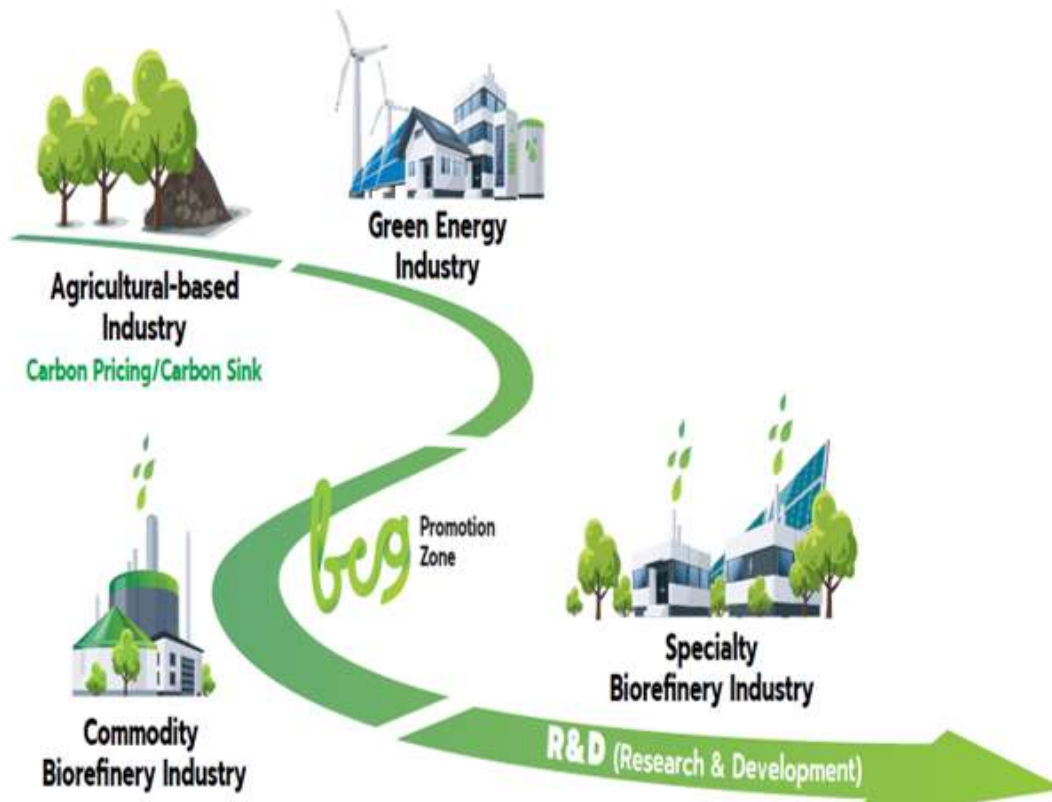 Green Energy
Industry
Agricultural-based
Industry
Carbon Pricing/Carbon Sink
bcg
Promotion
Zone
Specialty
Biorefinery Industry
Commodity
Biorefinery Industry
R&D (Research & Development)